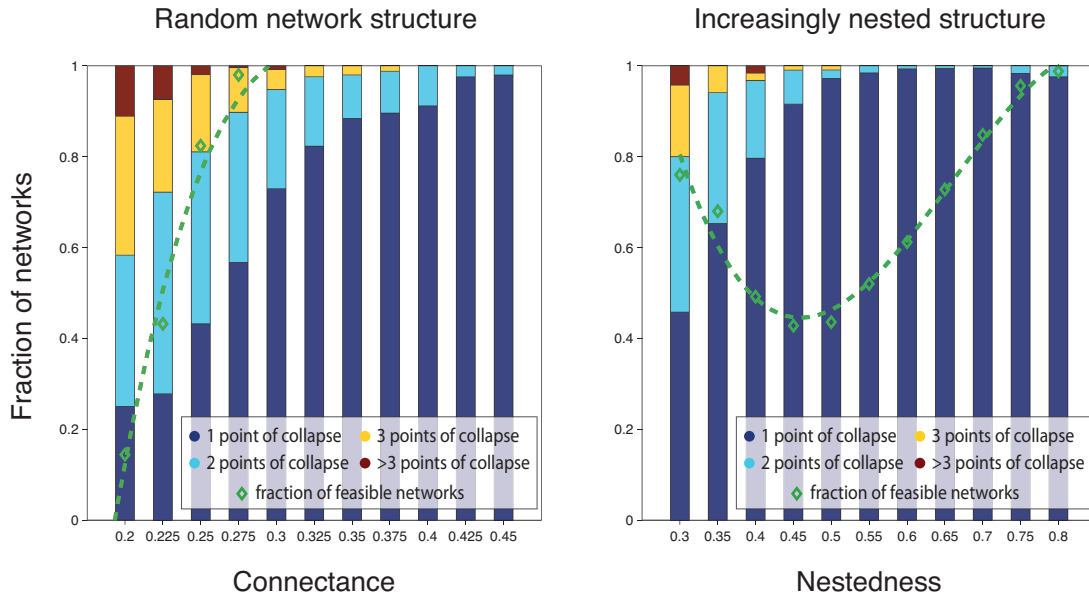 Random network structure
Increasingly nested structure
Fraction of networks
1
0.8
0.6
0.4
0.2
0
1 point of collapse
3 points of collapse
2 points of collapse
>3 points of collapse
fraction of feasible networks
0.2 0.225 0.25 0.275 0.3 0.325 0.35 0.375 0.4 0.425 0.45
Connectance
1
0.8
0.6
0.4
0.2
0
1 point of collapse
3 points of collapse
2 points of collapse
>3 points of collapse
fraction of feasible networks
0.3 0.35 0.4 0.45 0.5 0.55 0.6 0.65 0.7 0.75 0.8
Nestedness